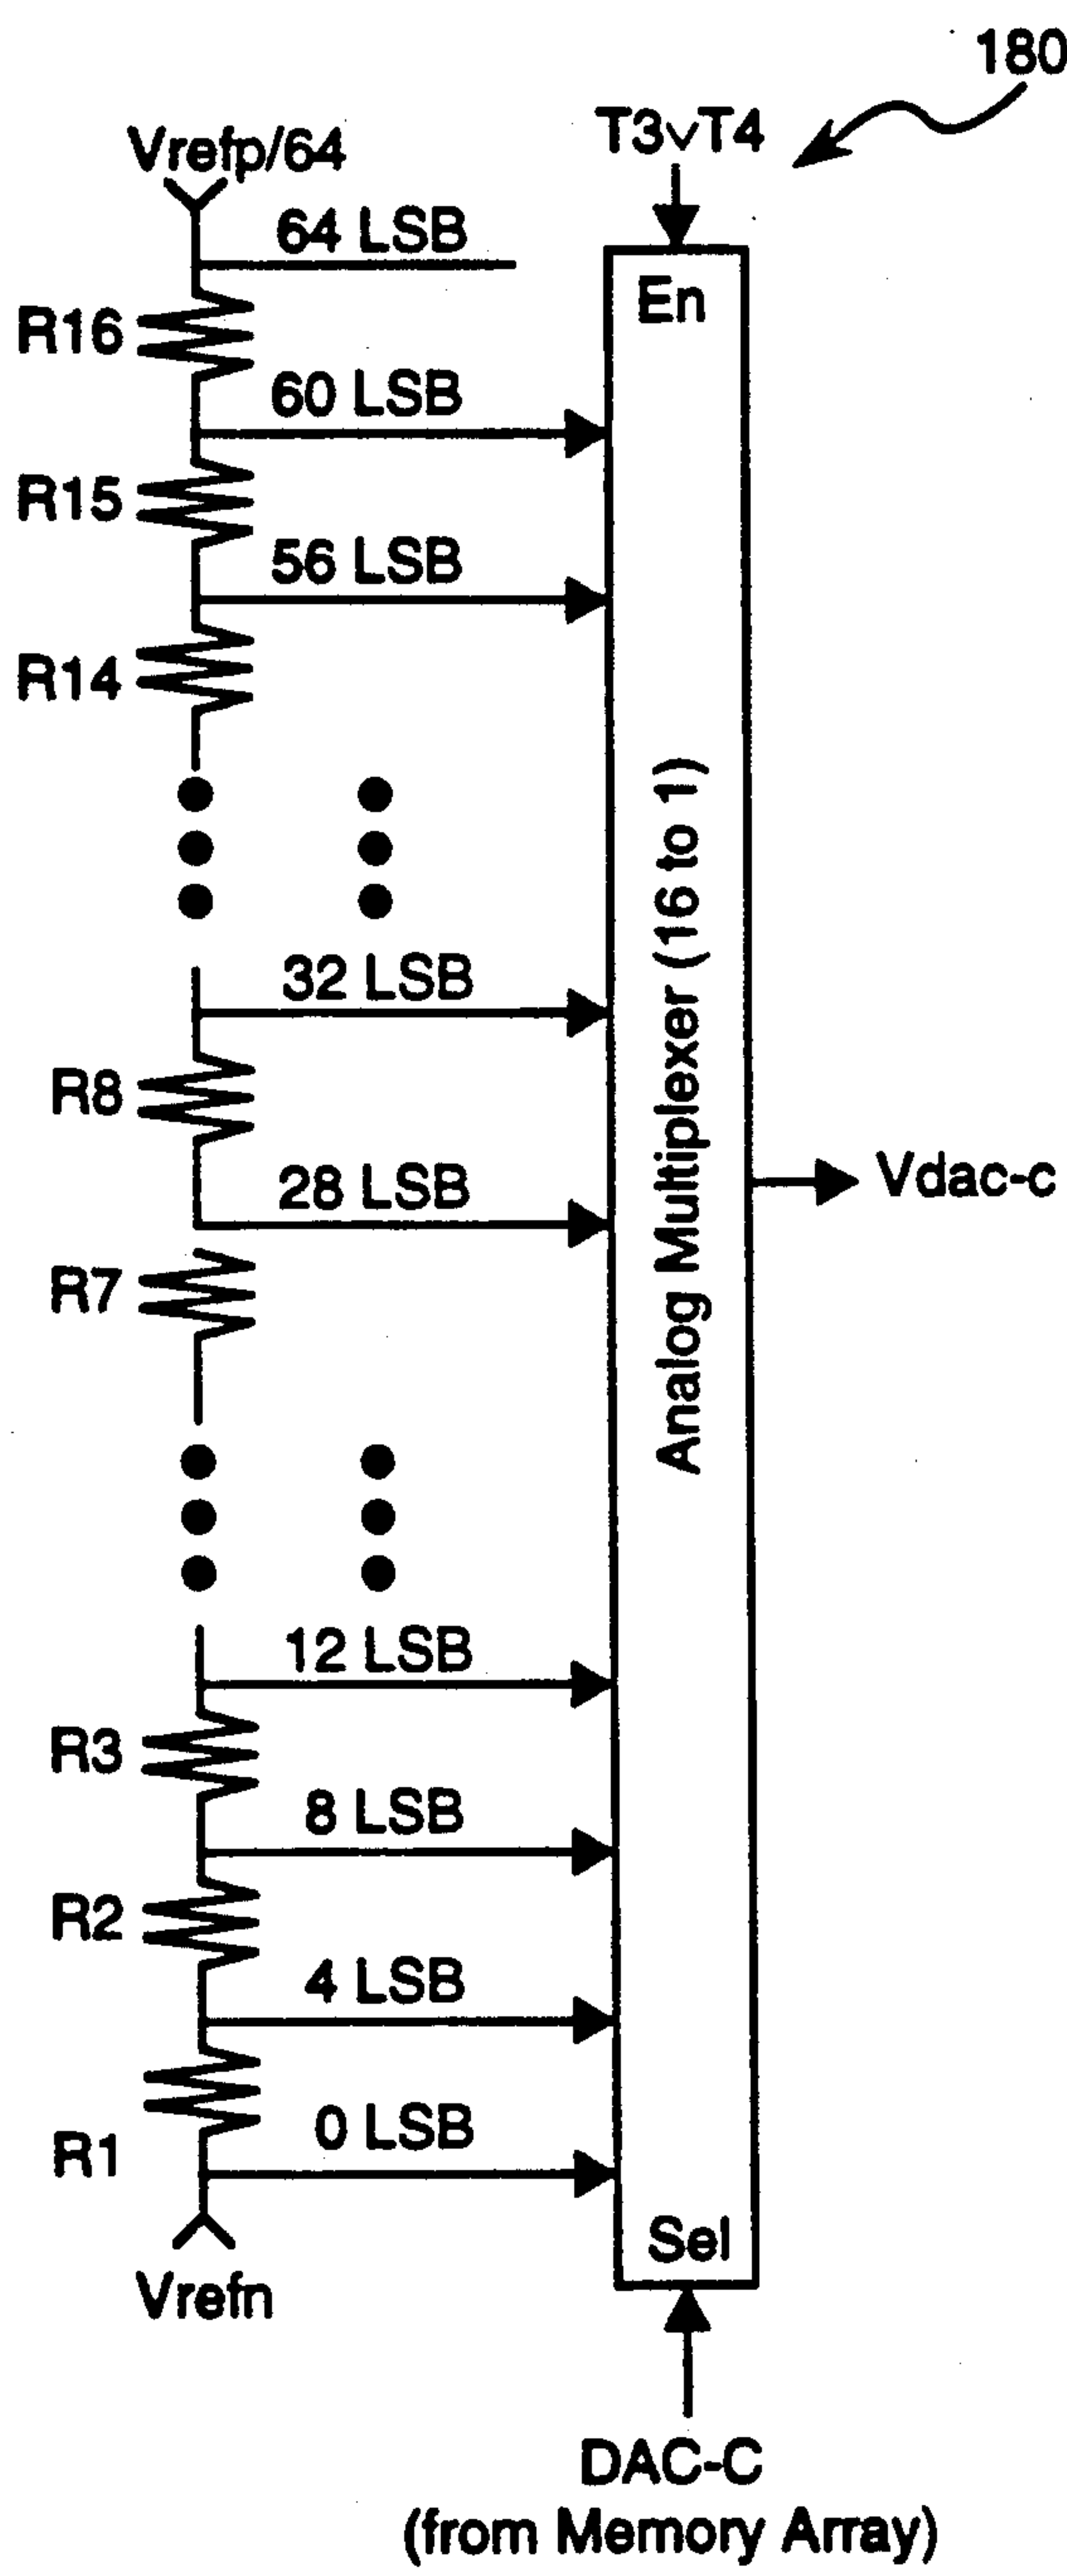 180
T3∨T4
Vrefp/64
64 LSB
En
R16
60 LSB
R15
56 LSB
R14
Analog Multiplexer (16 to 1)
32 LSB
R8
28 LSB
Vdac-c
R7
12 LSB
R3
8 LSB
R2
4 LSB
0 LSB
R1
Sel
Vrefn
DAC-C
(from Memory Array)